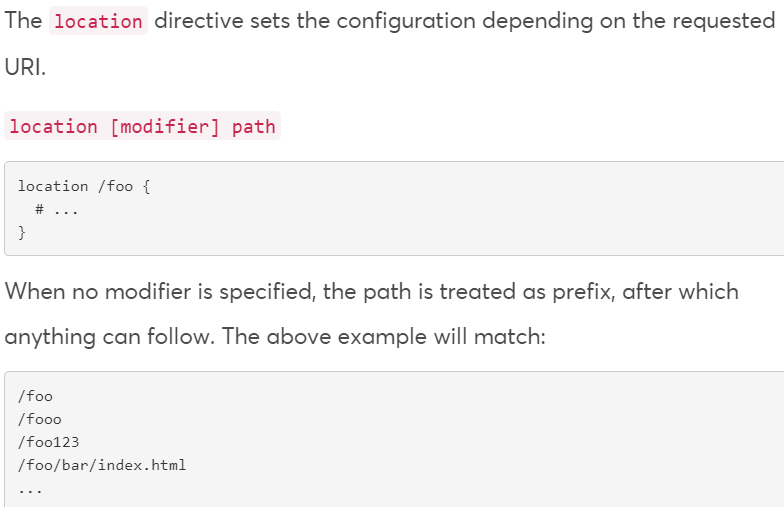 The location directive sets the configuration depending on the requested
URI.
location [modifier] path
location /foo {
  # ...
}
When no modifier is specified, the path is treated as prefix, after which
anything can follow. The above example will match:
/foo
/fooo
/foo123
/foo/bar/index.html
...